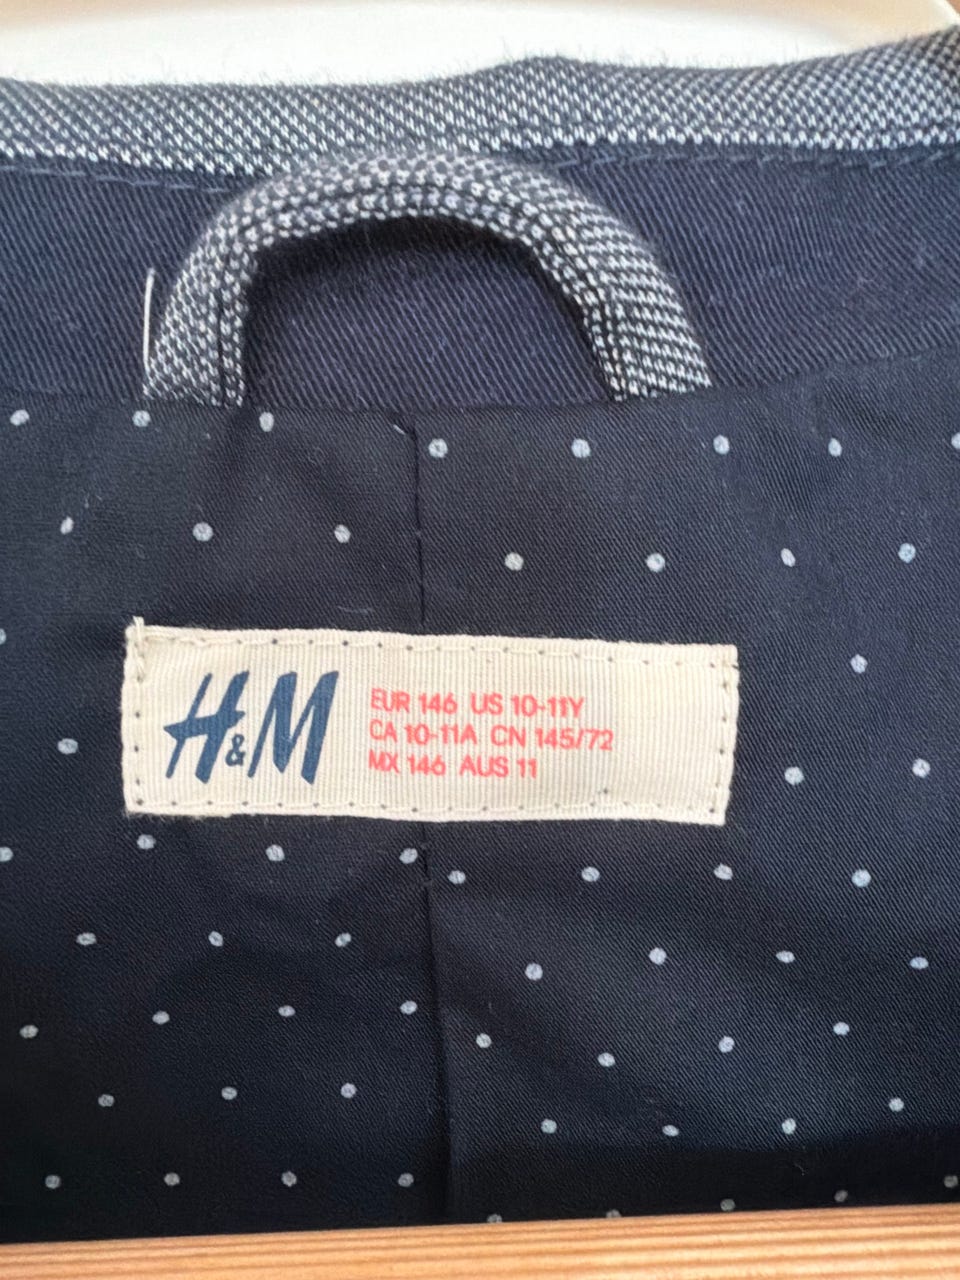 H&M
EUR 146 US 10-11Y
CA 10-11A CN 145/72
MX 146 AUS 11